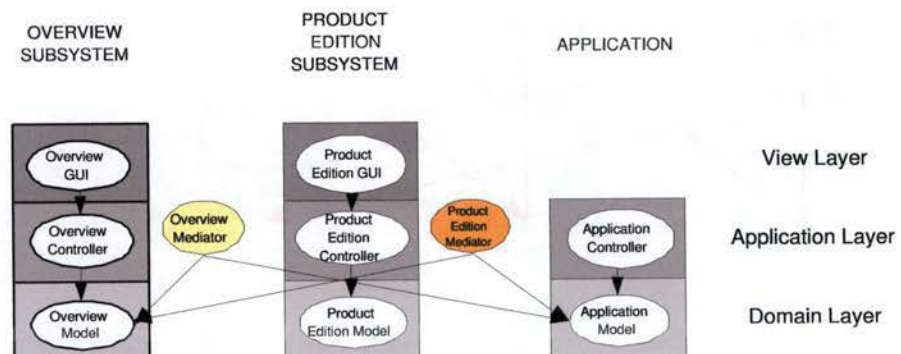 OVERVIEW
SUBSYSTEM
PRODUCT
EDITION
SUBSYSTEM
APPLICATION
Overview
GUI
Product
Edition GUI
View Layer
Overview
Controller
Overview
Mediator
Product
Edition
Controller
Product
Edition
Mediator
Application
Controller
Application Layer
Overview
Model
Product
Edition Model
Application
Model
Domain Layer